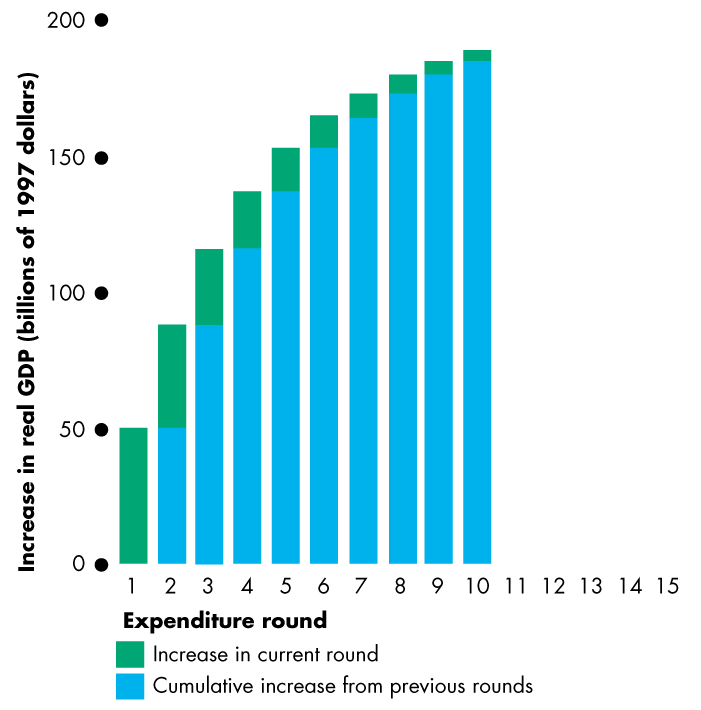 Increase in real GDP (billions of 1997 dollars)
200
150
100
50
0
1 2 3 4 5 6 7 8 9 10 11 12 13 14 15
Expenditure round
Increase in current round
Cumulative increase from previous rounds